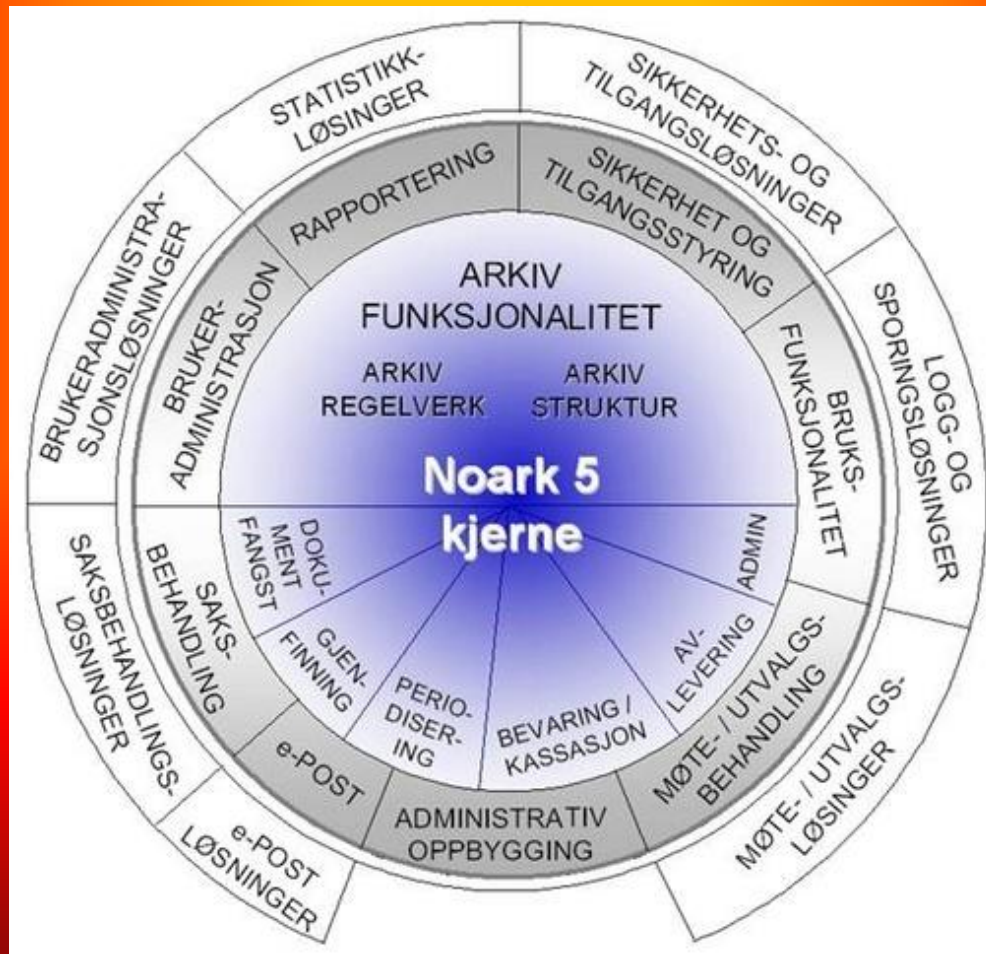 STATISTIKK-
LØSINGER
SIKKERHETS- OG
TILGANGSLØSNINGER
BRUKERADMINISTRA-
SJONSLØSNINGER
LOGG- OG
SPORINGSLØSNINGER
SAKSBEHANDLINGS-
LØSNINGER
e-POST
LØSNINGER
MØTE- / UTVALGS-
LØSINGER
RAPPORTERING
SIKKERHET OG
TILGANGSSTYRING
BRUKER-
ADMINISTRASJON
BRUKS-
FUNKSJONALITET
SAKS-
BEHANDLING
e-POST
ADMINISTRATIV
OPPBYGGING
MØTE- / UTVALGS-
BEHANDLING
ARKIV
FUNKSJONALITET
ARKIV
REGELVERK
ARKIV
STRUKTUR
Noark 5
kjerne
DOKU-
MENT
FANGST
GJEN-
FINNING
PERIO-
DISER-
ING
BEVARING /
KASSASJON
AV-
LEVERING
ADMIN